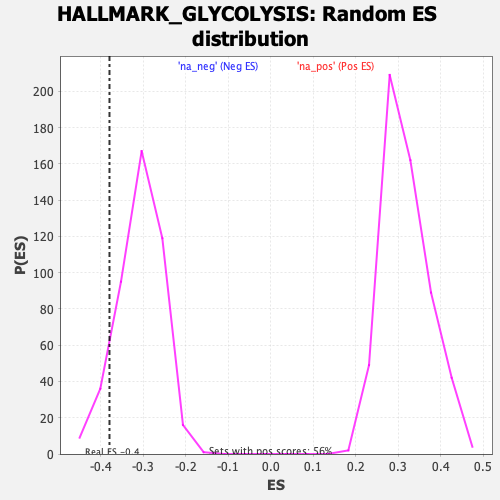 HALLMARK_GLYCOLYSIS: Random ES
distribution
'na_neg' (Neg ES) 'na_pos' (Pos ES)
200
180
160
140
120
100
80
60
40
20
0
P(ES)
Real ES -0.4 Sets with pos scores: 56%
-0.4 -0.3 -0.2 -0.1 0.0 0.1 0.2 0.3 0.4 0.5
ES